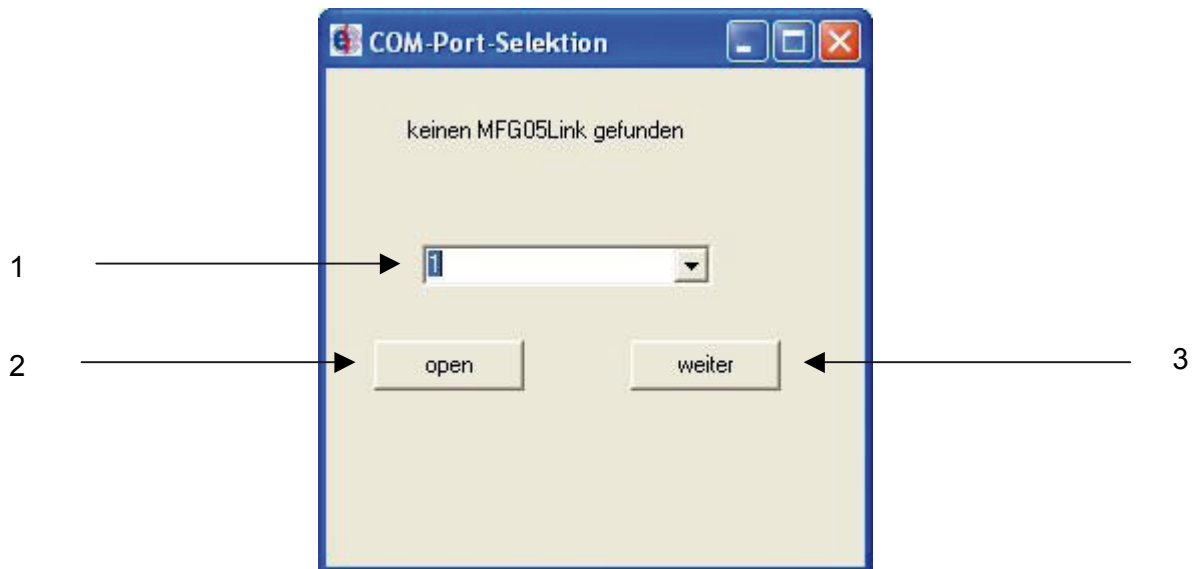 COM-Port-Selektion
keinen MFG05Link gefunden
1 1
2 open weiter 3